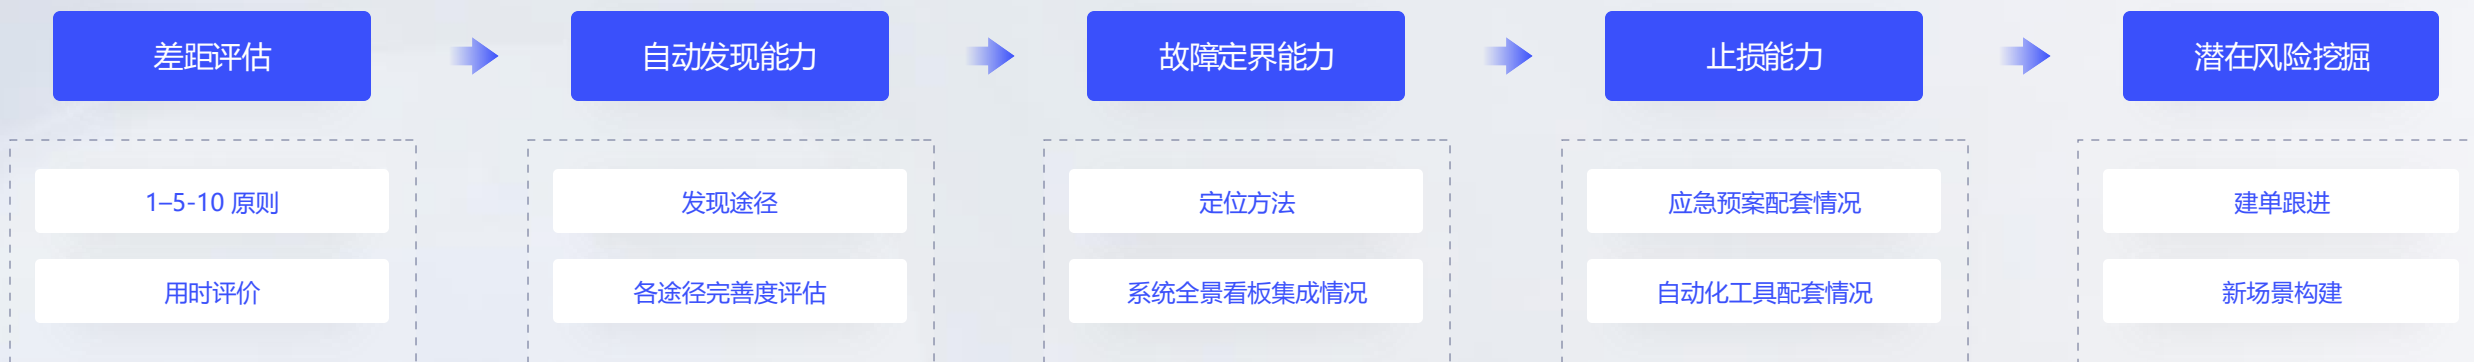 差距评估
自动发现能力
故障定界能力
止损能力
潜在风险挖掘
1–5-10 原则
发现途径
定位方法
应急预案配套情况
建单跟进
用时评价
各途径完善度评估
系统全景看板集成情况
自动化工具配套情况
新场景构建